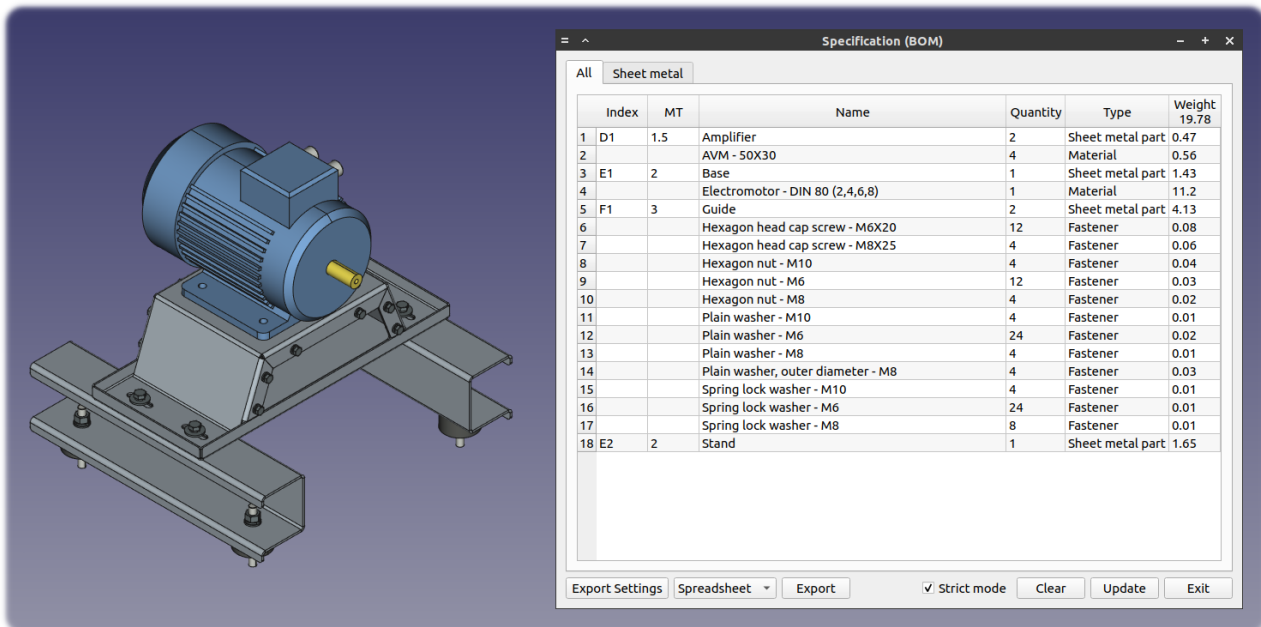 Specification (BOM)
All Sheet metal
Index MT Name Quantity Type Weight
19.78
1 D1 1.5 Amplifier 2 Sheet metal part 0.47
2 AVM - 50X30 4 Material 0.56
3 E1 2 Base 1 Sheet metal part 1.43
4 Electromotor - DIN 80 (2,4,6,8) 1 Material 11.2
5 F1 3 Guide 2 Sheet metal part 4.13
6 Hexagon head cap screw - M6X20 12 Fastener 0.08
7 Hexagon head cap screw - M8X25 4 Fastener 0.06
8 Hexagon nut - M10 4 Fastener 0.04
9 Hexagon nut - M6 12 Fastener 0.03
10 Hexagon nut - M8 4 Fastener 0.02
11 Plain washer - M10 4 Fastener 0.01
12 Plain washer - M6 24 Fastener 0.02
13 Plain washer - M8 4 Fastener 0.01
14 Plain washer, outer diameter - M8 4 Fastener 0.03
15 Spring lock washer - M10 4 Fastener 0.01
16 Spring lock washer - M6 24 Fastener 0.01
17 Spring lock washer - M8 8 Fastener 0.01
18 E2 2 Stand 1 Sheet metal part 1.65
Export Settings Spreadsheet Export Strict mode Clear Update Exit